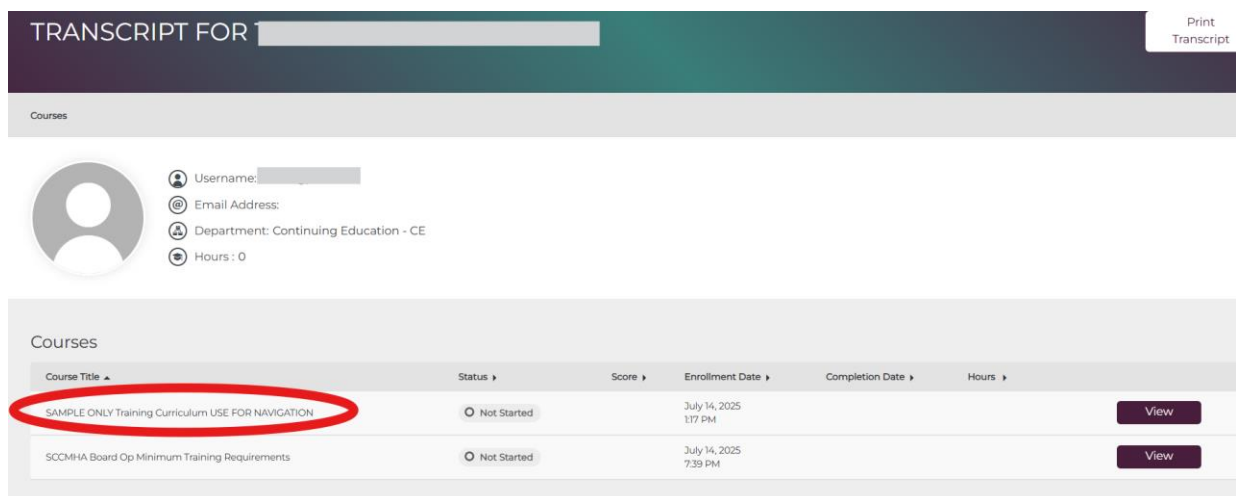 TRANSCRIPT FOR
Print
Transcript
Courses
Username:
Email Address:
Department: Continuing Education - CE
Hours : 0
Courses
Course Title Status Score Enrollment Date Completion Date Hours
SAMPLE ONLY Training Curriculum USE FOR NAVIGATION Not Started July 14, 2025 1:17 PM View
SCCMHA Board Op Minimum Training Requirements Not Started July 14, 2025 7:39 PM View